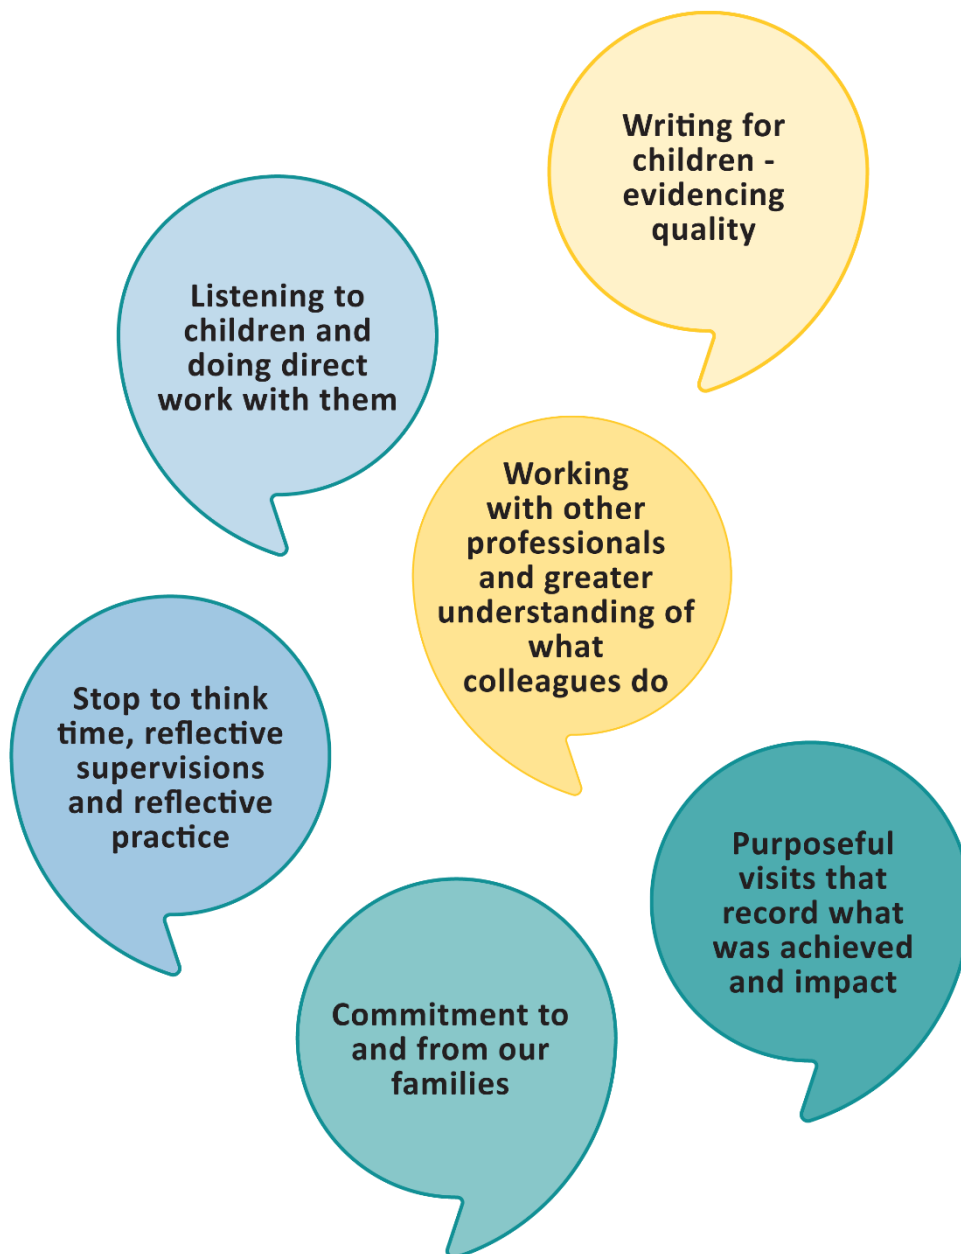 Writing for
children -
evidencing
quality
Listening to
children and
doing direct
work with them
Working
with other
professionals
and greater
understanding of
what
colleagues do
Stop to think
time, reflective
supervisions
and reflective
practice
Purposeful
visits that
record what
was achieved
and impact
Commitment to
and from our
families